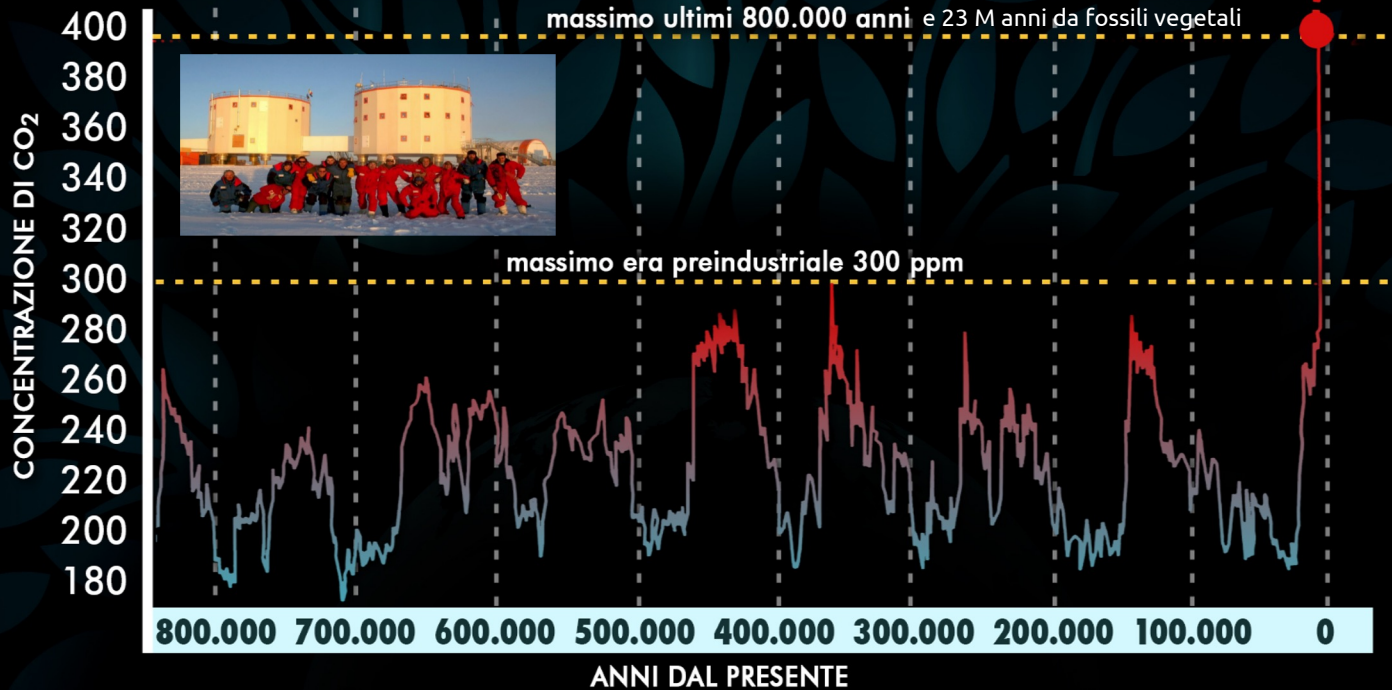 massimo ultimi 800.000 anni e 23 M anni da fossili vegetali
massimo era preindustriale 300 ppm
CONCENTRAZIONE DI CO₂
400
380
360
340
320
300
280
260
240
220
200
180
800.000 700.000 600.000 500.000 400.000 300.000 200.000 100.000 0
ANNI DAL PRESENTE